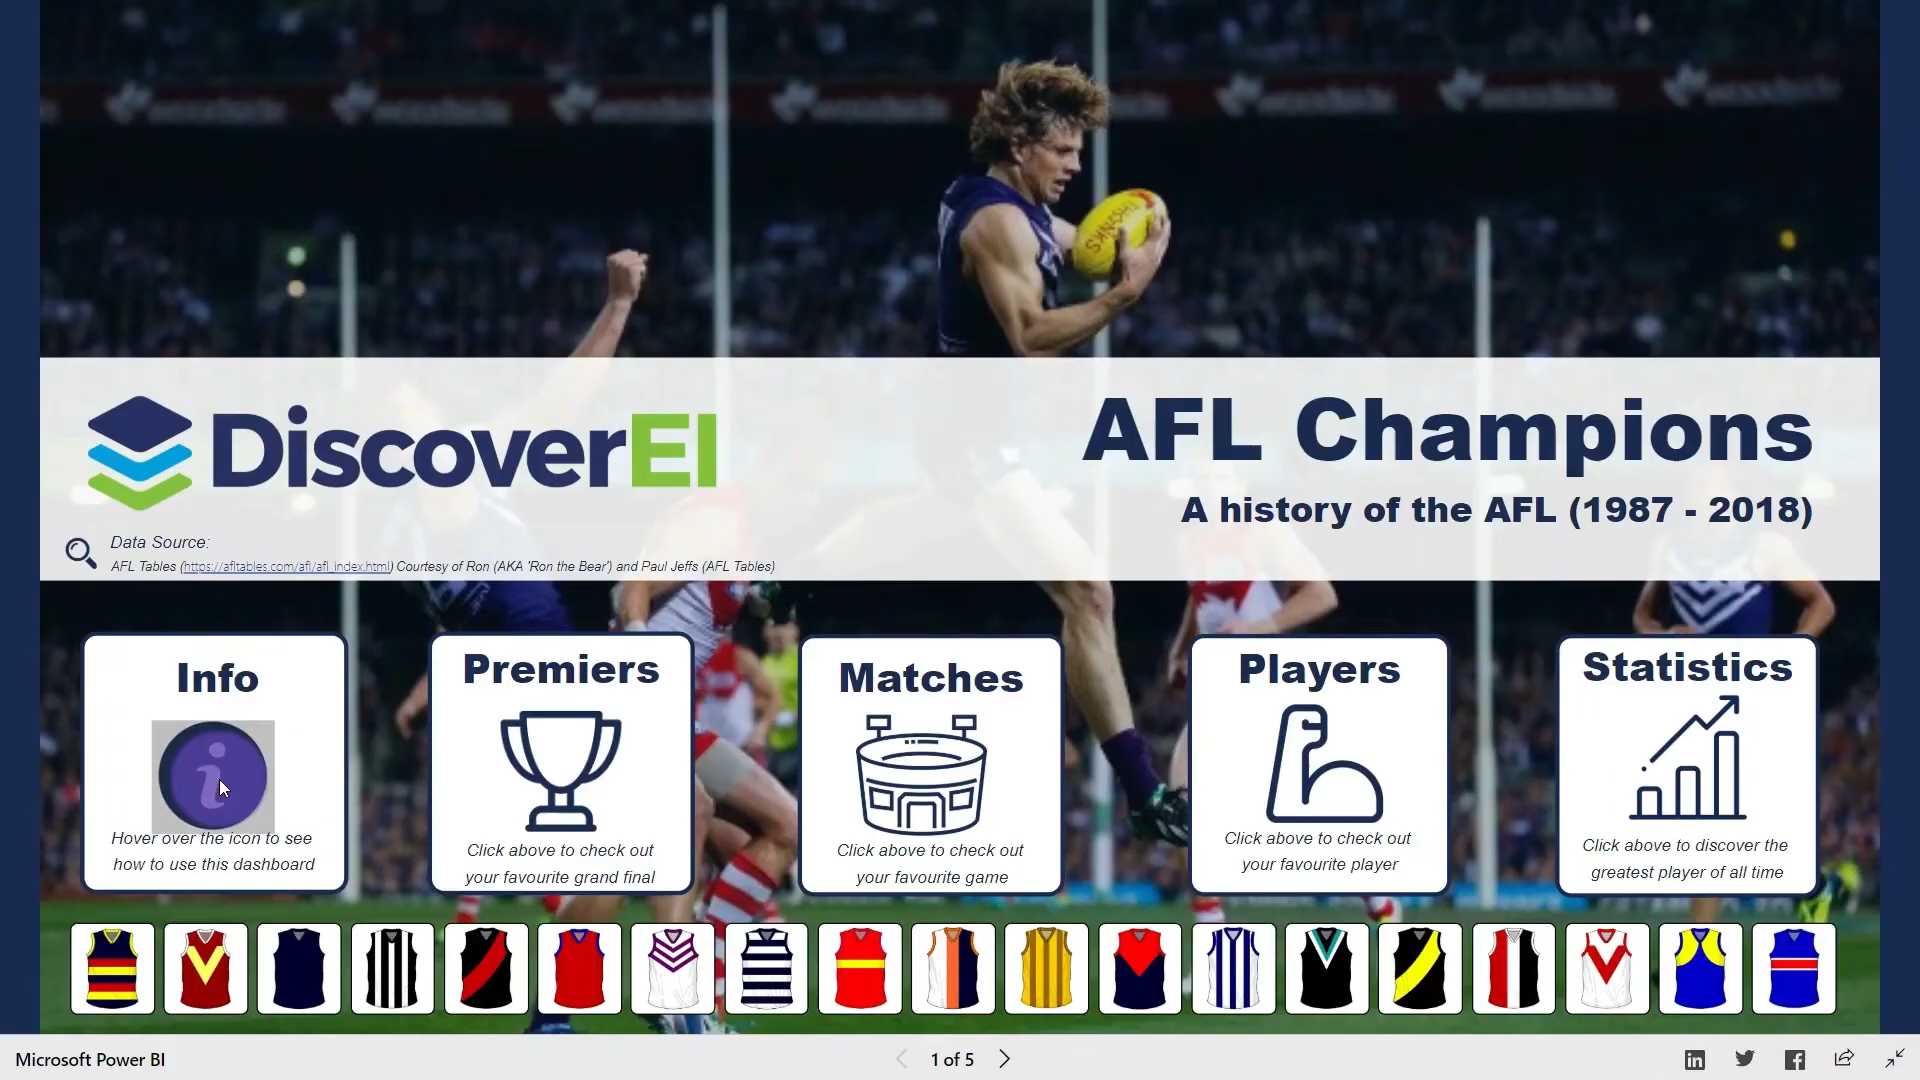 DiscoverEI
AFL Champions
A history of the AFL (1987 - 2018)
Data Source:
AFL Tables (https://afltables.com/afl/afl_index.html) Courtesy of Ron (AKA 'Ron the Bear') and Paul Jeffs (AFL Tables)
Info
Hover over the icon to see
how to use this dashboard
Premiers
Click above to check out
your favourite grand final
Matches
Click above to check out
your favourite game
Players
Click above to check out
your favourite player
Statistics
Click above to discover the
greatest player of all time
Microsoft Power BI
1 of 5